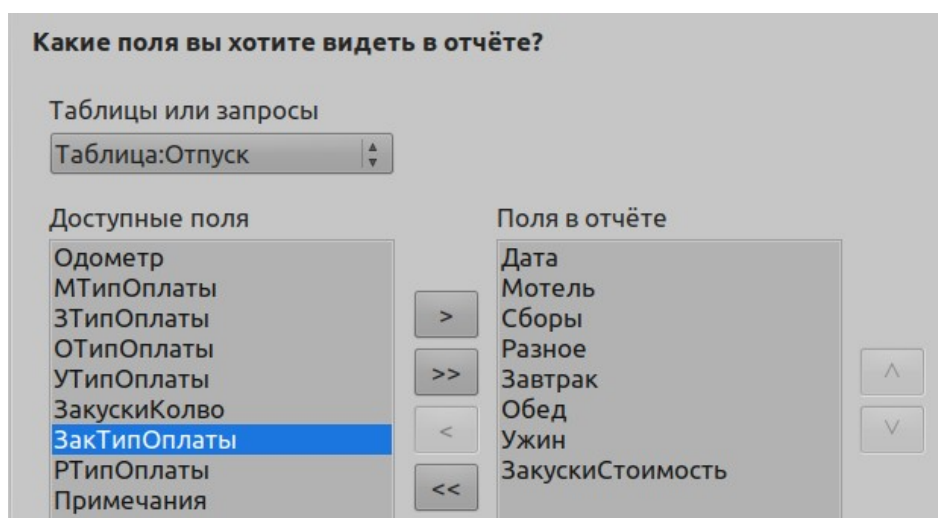 Какие поля вы хотите видеть в отчёте?
Таблицы или запросы
Таблица:Отпуск
Доступные поля
Одометр
МТипОплаты
ЗТипОплаты
ОТипОплаты
УТипОплаты
ЗакускиКолво
ЗакТипОплаты
РТипОплаты
Примечания
>
>>
<
<<
Поля в отчёте
Дата
Мотель
Сборы
Разное
Завтрак
Обед
Ужин
ЗакускиСтоимость